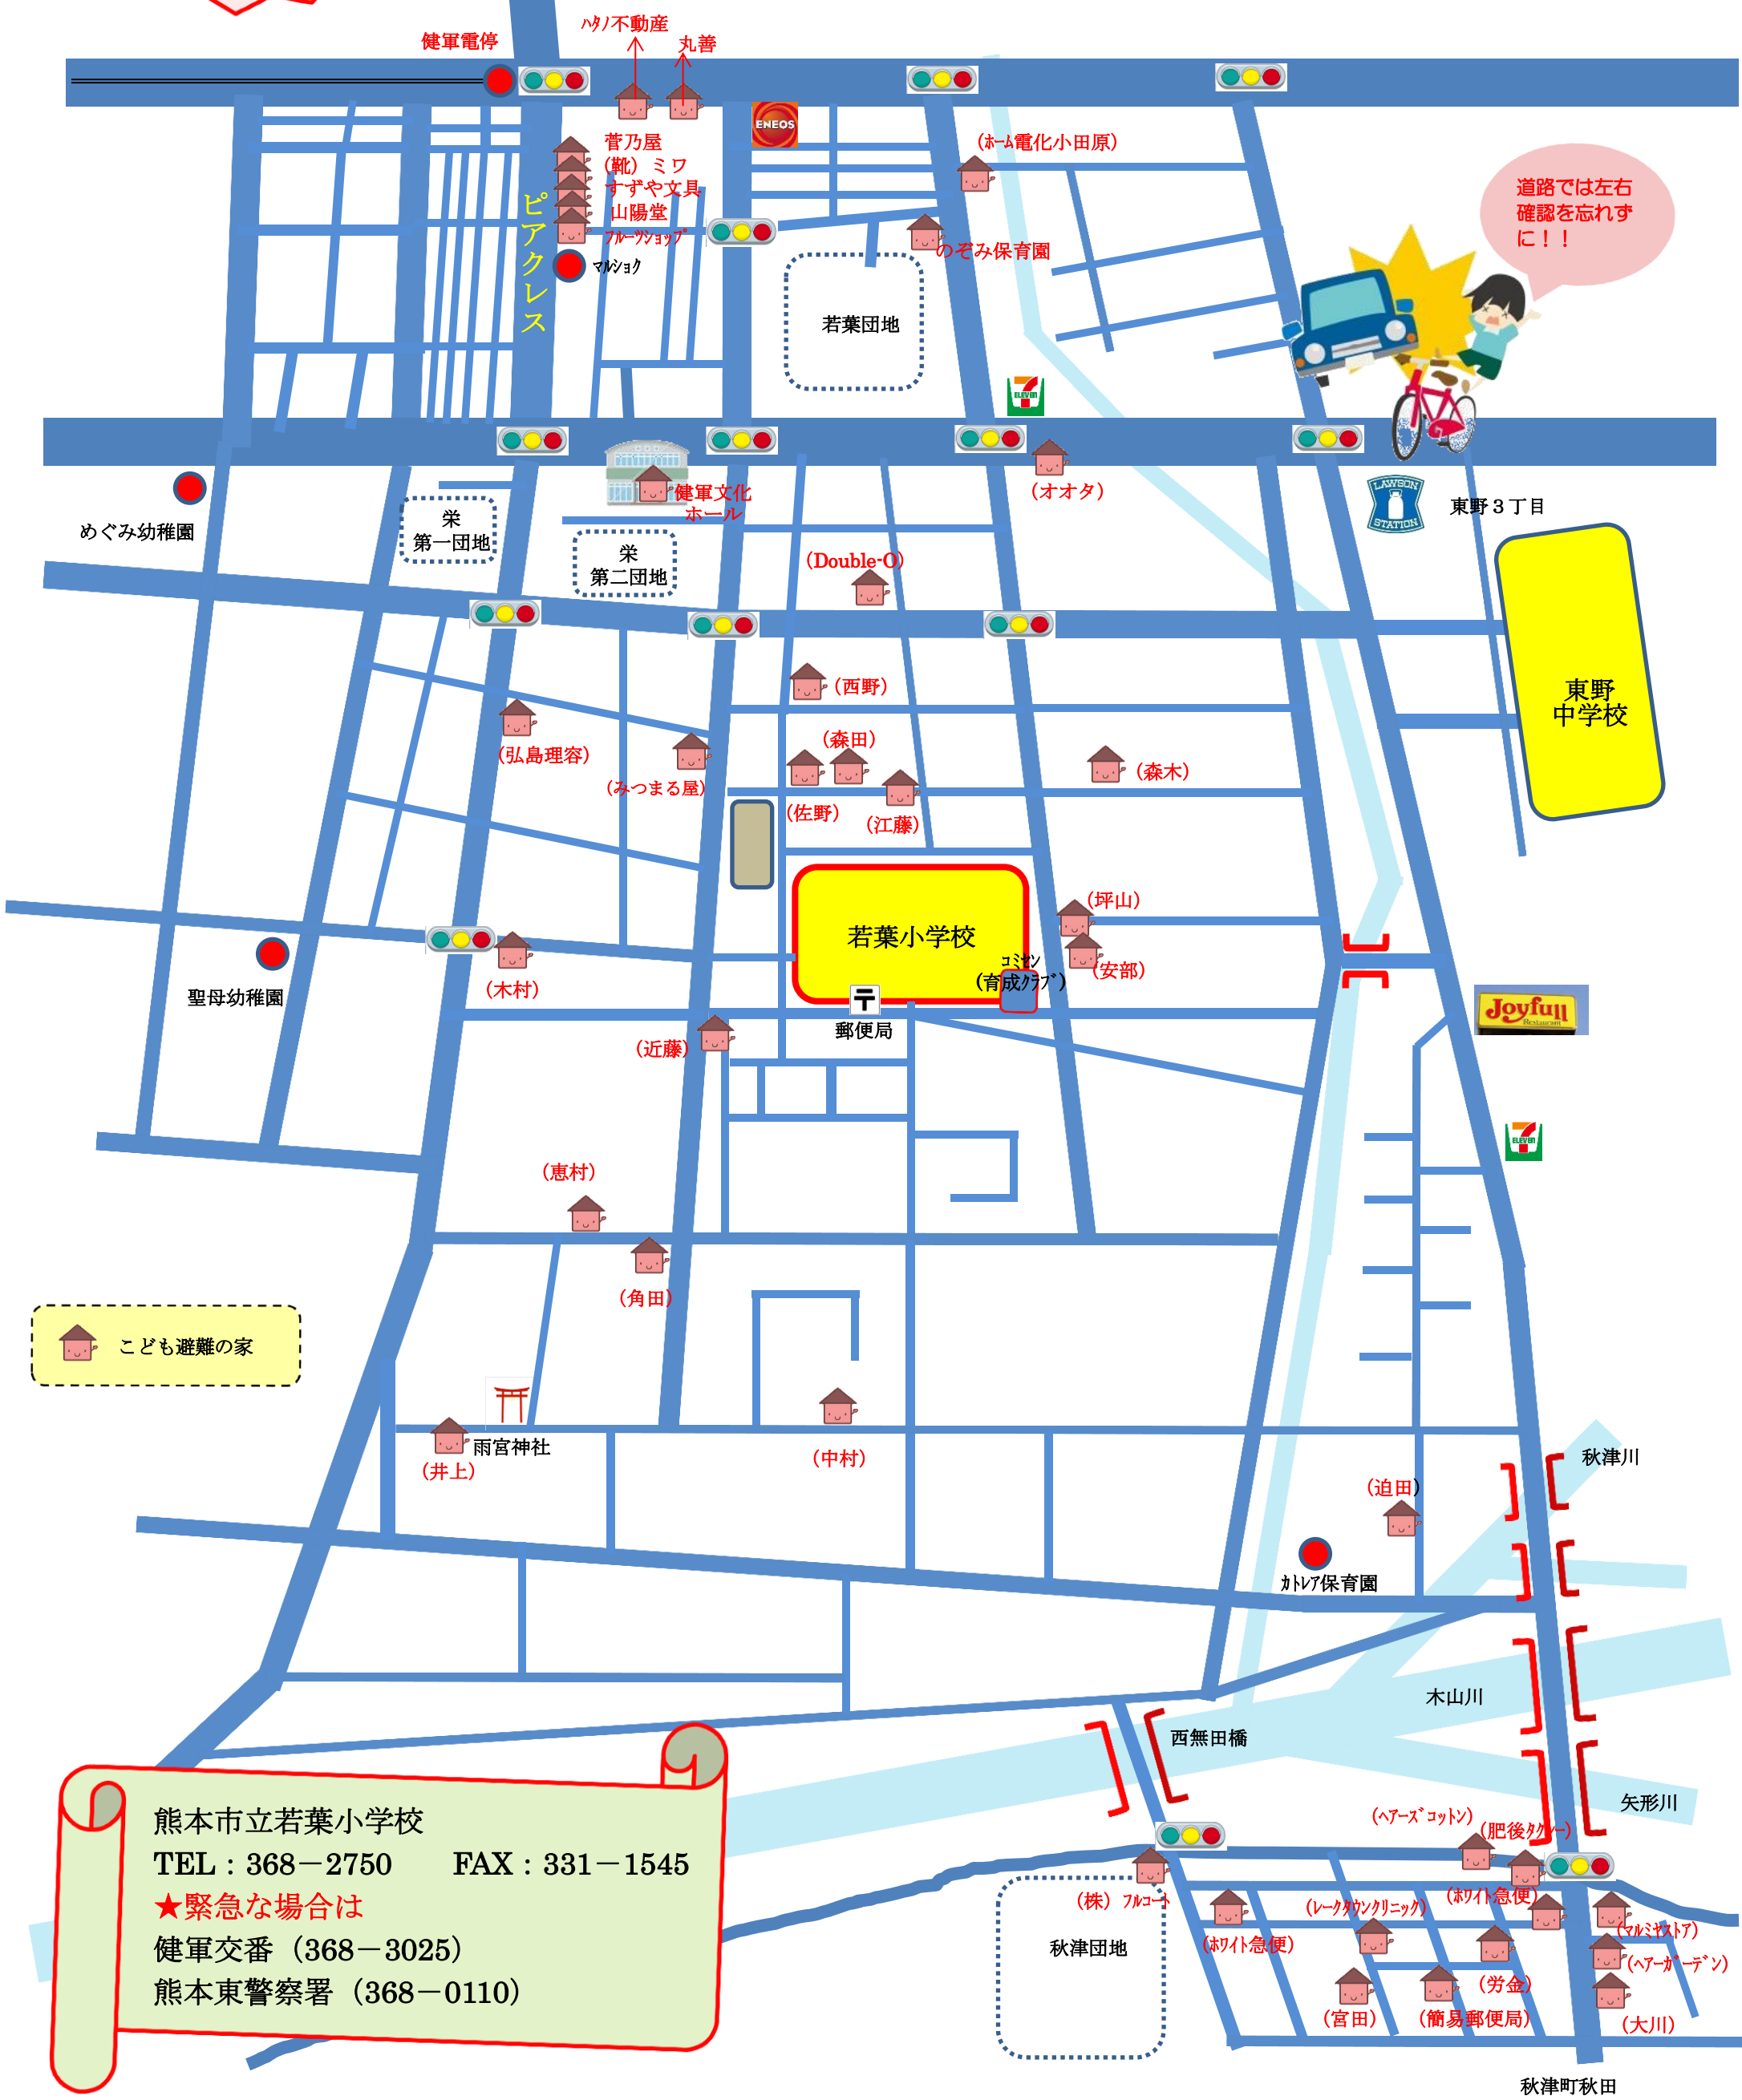 ﾊﾀﾉ不動産
健軍電停
丸善
ENEOS
菅乃屋
(靴) ミワ
すずや文具
山陽堂
ﾌﾙｰﾂｼｮｯﾌﾟ
ピアクレス
ﾏﾙｼｮｸ
(ﾎｰﾑ電化小田原)
のぞみ保育園
若葉団地
道路では左右
確認を忘れず
に！！
7
ELEVEN
健軍文化
ホール
(オオタ)
LAWSON
STATION
東野３丁目
めぐみ幼稚園
栄
第一団地
栄
第二団地
(Double-O)
東野
中学校
(西野)
(弘島理容)
(みつまる屋)
(森田)
(佐野)
(江藤)
(森木)
若葉小学校
(坪山)
(安部)
ｺﾐｾﾝ
(育成ｸﾗﾌﾞ)
〒
郵便局
(木村)
聖母幼稚園
(近藤)
Joyfull
Restaurant
7
ELEVEN
(恵村)
(角田)
こども避難の家
雨宮神社
(井上)
(中村)
(迫田)
秋津川
ｶﾄﾚｱ保育園
木山川
西無田橋
矢形川
(ﾍｱｰｽﾞｺｯﾄﾝ)
(肥後ﾀｸｼｰ)
(株) ﾌﾙｺｰﾄ
(ﾚｰｸﾀｳﾝｸﾘﾆｯｸ)
(ﾎﾜｲﾄ急便)
(ﾎﾜｲﾄ急便)
(ﾏﾙﾐﾔｽﾄｱ)
(ﾍｱｰｶﾞｰﾃﾞﾝ)
秋津団地
(労金)
(宮田)
(簡易郵便局)
(大川)
秋津町秋田
熊本市立若葉小学校
TEL：368－2750　　FAX：331－1545
★緊急な場合は
健軍交番（368－3025）
熊本東警察署（368－0110）